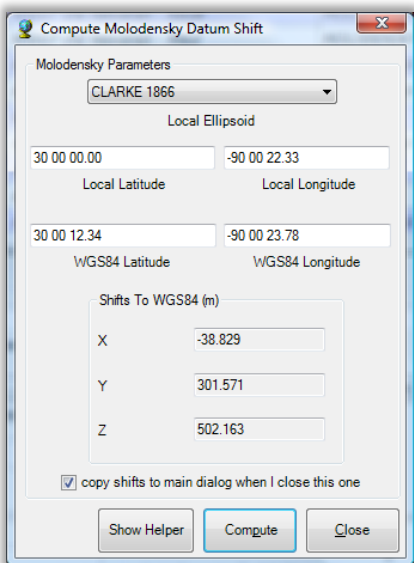 Compute Molodensky Datum Shift
Molodensky Parameters
CLARKE 1866
Local Ellipsoid
30 00 00.00 -90 00 22.33
Local Latitude Local Longitude
30 00 12.34 -90 00 23.78
WGS84 Latitude WGS84 Longitude
Shifts To WGS84 (m)
X -38.829
Y 301.571
Z 502.163
copy shifts to main dialog when I close this one
Show Helper Compute Close